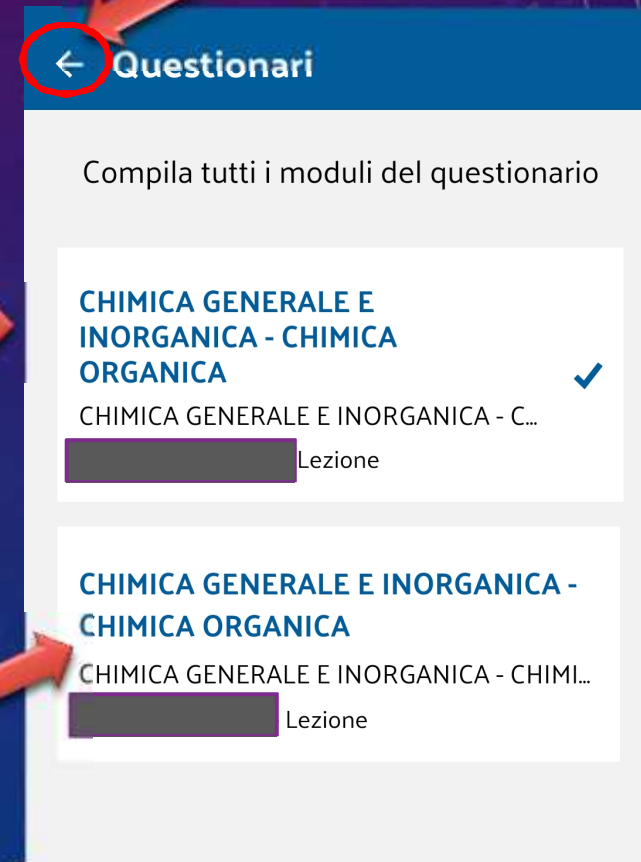 Questionari
Compila tutti i moduli del questionario
CHIMICA GENERALE E
INORGANICA - CHIMICA
ORGANICA
CHIMICA GENERALE E INORGANICA - C...
Lezione
CHIMICA GENERALE E INORGANICA -
CHIMICA ORGANICA
CHIMICA GENERALE E INORGANICA - CHIMI...
Lezione